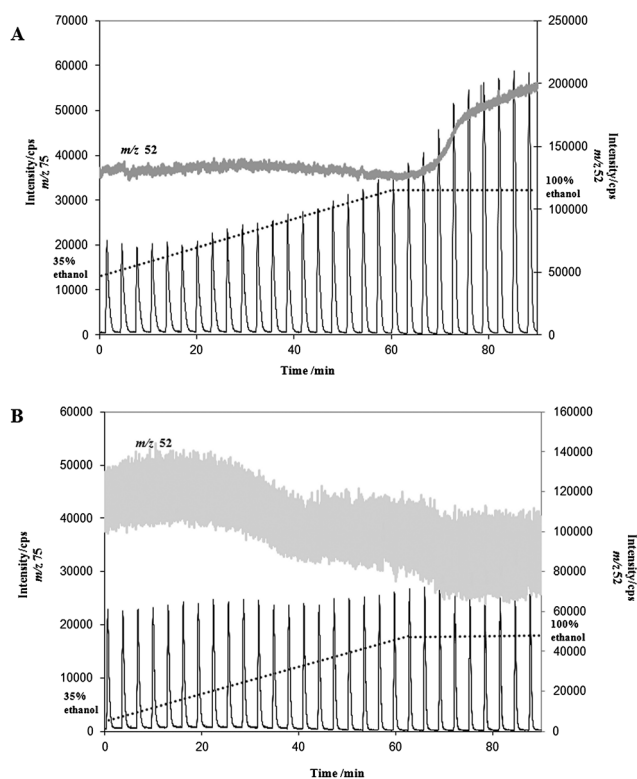 A
70000
60000
50000
40000
30000
20000
10000
0
250000
200000
150000
100000
50000
0
Intensity/cps
m/z 75
Intensity/cps
m/z 52
m/z 52
35%
ethanol
100%
ethanol
0 20 40 60 80
Time /min
B
60000
50000
40000
30000
20000
10000
0
160000
140000
120000
100000
80000
60000
40000
20000
0
Intensity/cps
m/z 75
Intensity/cps
m/z 52
m/z 52
35%
ethanol
100%
ethanol
0 20 40 60 80
Time /min